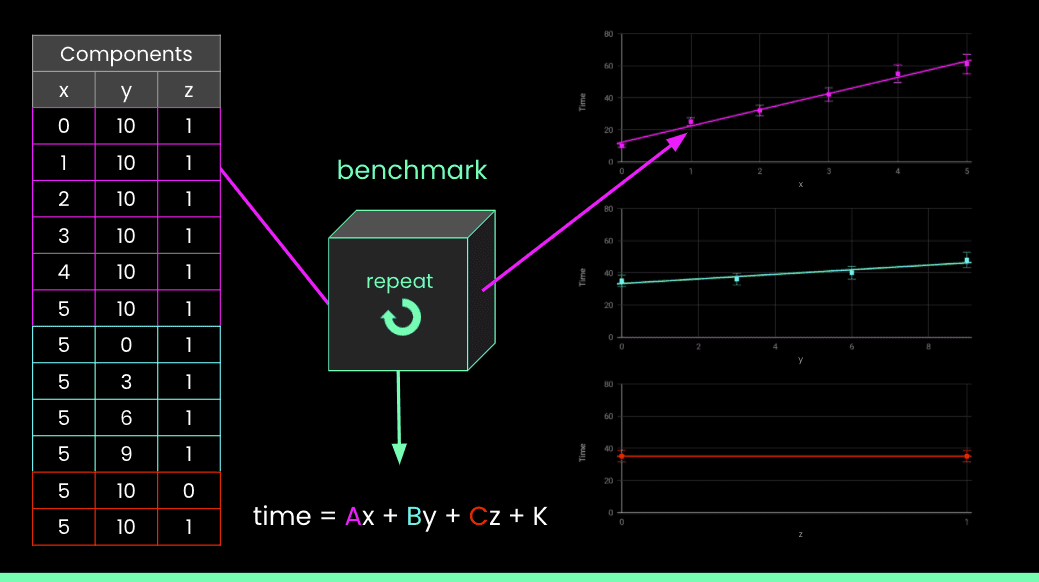 Components
x y z
0 10 1
1 10 1
2 10 1
3 10 1
4 10 1
5 10 1
5 0 1
5 3 1
5 6 1
5 9 1
5 10 0
5 10 1
benchmark
repeat
time = Ax + By + Cz + K
80
60
40
20
0
Time
0 1 2 3 4 5
x
80
60
40
20
0
Time
0 2 4 6 8
y
80
60
40
20
0
Time
0 1
z